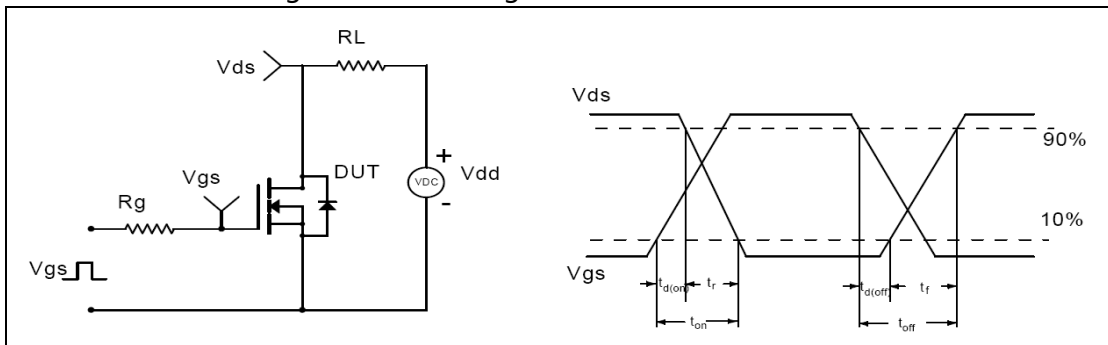 RL
Vds
Vgs
DUT
Rg
VDC
+
-
Vdd
Vgs
Vds
90%
10%
Vgs
td(on)
tr
td(off)
tf
ton
toff